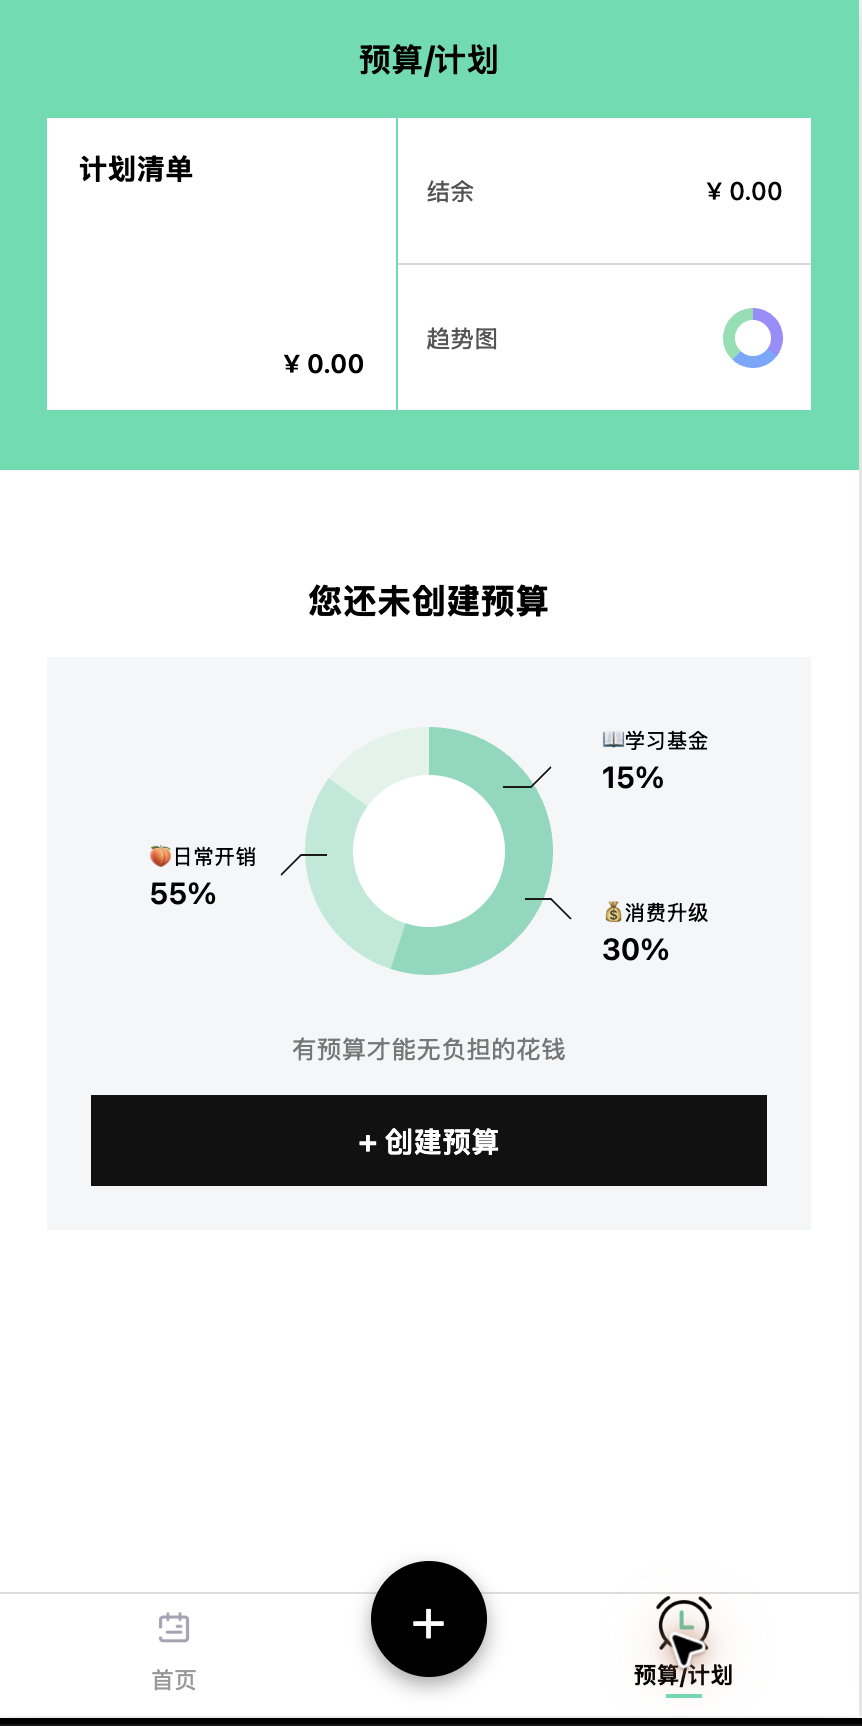 预算/计划
计划清单
¥ 0.00
结余
¥ 0.00
趋势图
您还未创建预算
📖学习基金
15%
🍑日常开销
55%
💰消费升级
30%
有预算才能无负担的花钱
+ 创建预算
+
首页
预算/计划